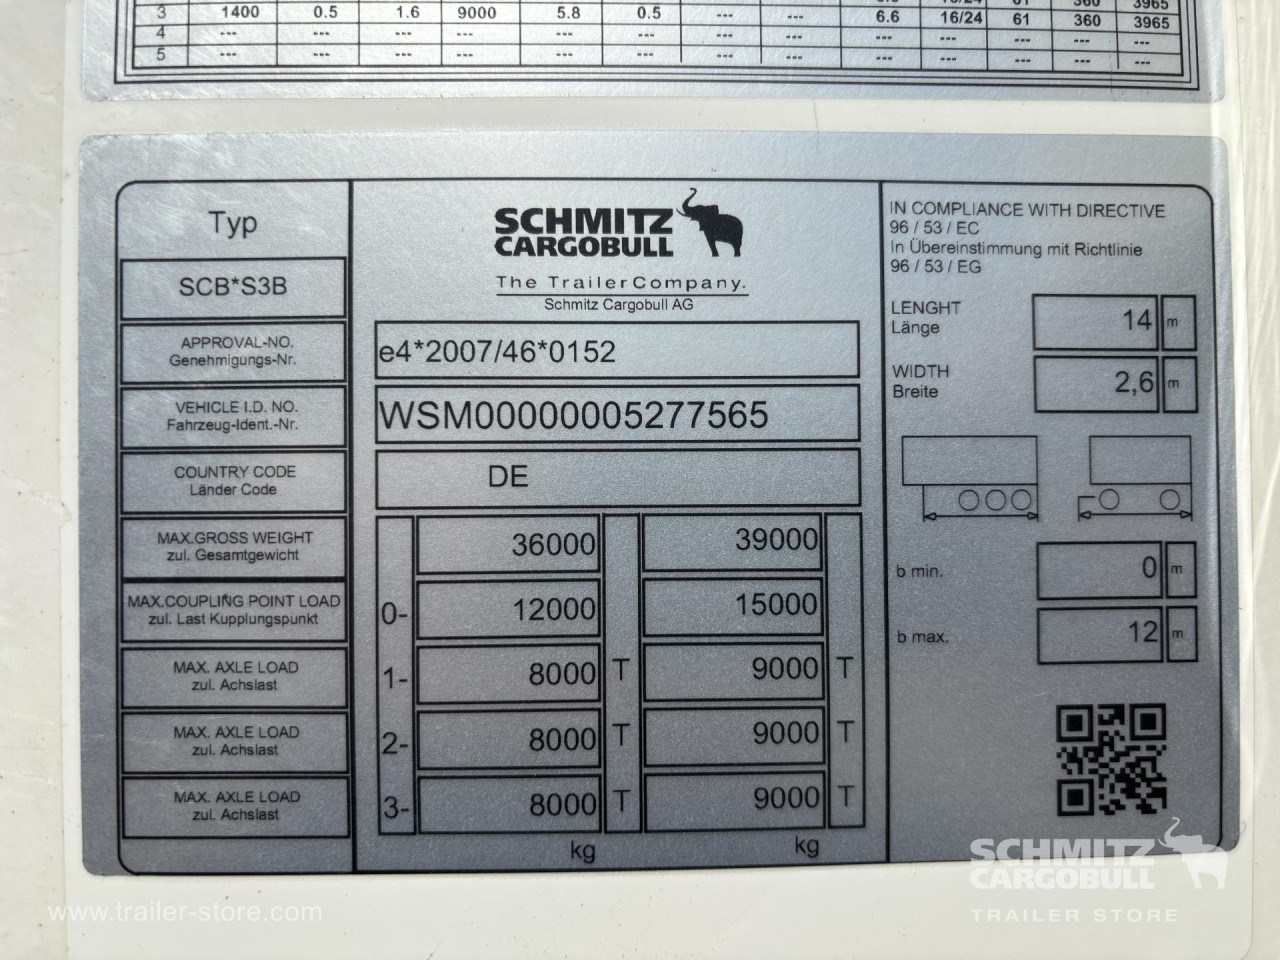 3 1400 0.5 1.6 9000 5.8 0.5 --- --- 6.6 16/24 61 360 3965
4 --- --- --- --- --- --- --- --- --- --- --- --- ---
5 --- --- --- --- --- --- --- --- --- --- --- --- ---
Typ
SCHMITZ
CARGOBULL
The TrailerCompany.
Schmitz Cargobull AG
IN COMPLIANCE WITH DIRECTIVE
96 / 53 / EC
In Übereinstimmung mit Richtlinie
96 / 53 / EG
SCB*S3B
LENGHT
Länge
14 m
APPROVAL-NO.
Genehmigungs-Nr.
e4*2007/46*0152
WIDTH
Breite
2,6 m
VEHICLE I.D. NO.
Fahrzeug-Ident.-Nr.
WSM00000005277565
COUNTRY CODE
Länder Code
DE
MAX.GROSS WEIGHT
zul. Gesamtgewicht
36000 39000
b min. 0 m
MAX.COUPLING POINT LOAD
zul. Last Kupplungspunkt
0- 12000 15000
b max. 12 m
MAX. AXLE LOAD
zul. Achslast
1- 8000 T 9000 T
MAX. AXLE LOAD
zul. Achslast
2- 8000 T 9000 T
MAX. AXLE LOAD
zul. Achslast
3- 8000 T 9000 T
kg kg
SCHMITZ
CARGOBULL
TRAILER STORE
www.trailer-store.com